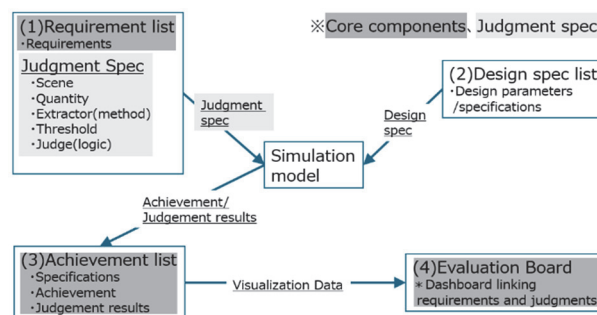 (1)Requirement list
・Requirements
Judgment Spec
・Scene
・Quantity
・Extractor(method)
・Threshold
・Judge(logic)
※Core components、Judgment spec
(2)Design spec list
・Design parameters
/specifications
Judgment
spec
Design
spec
Simulation
model
Achievement/
Judgement results
(3)Achievement list
・Specifications
・Achievement
・Judgement results
Visualization Data
(4)Evaluation Board
＊Dashboard linking
requirements and judgments